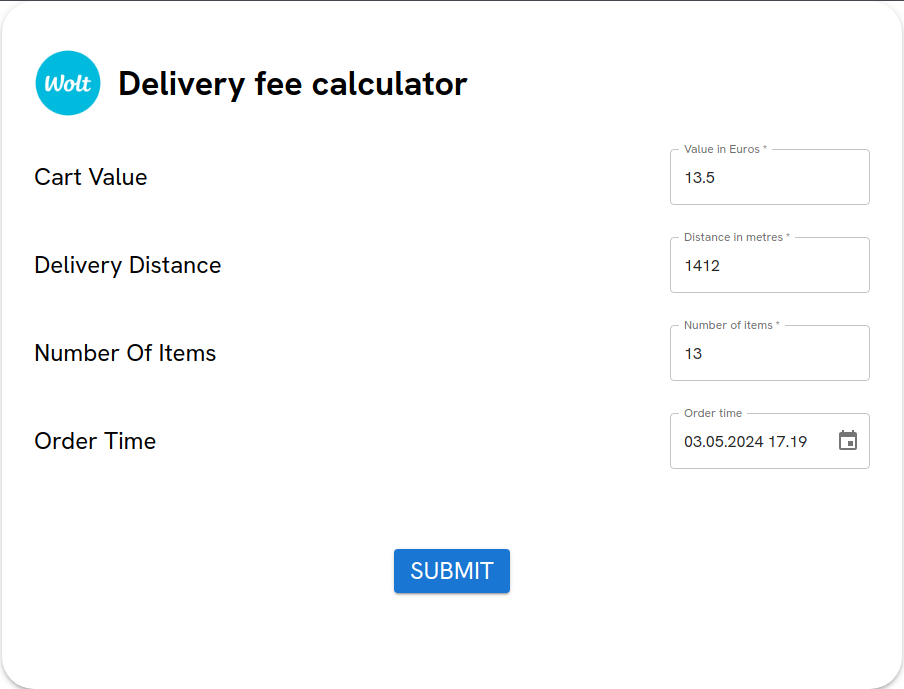 Wolt
Delivery fee calculator
Cart Value
Value in Euros *
13.5
Delivery Distance
Distance in metres *
1412
Number Of Items
Number of items *
13
Order Time
Order time
03.05.2024 17.19
SUBMIT